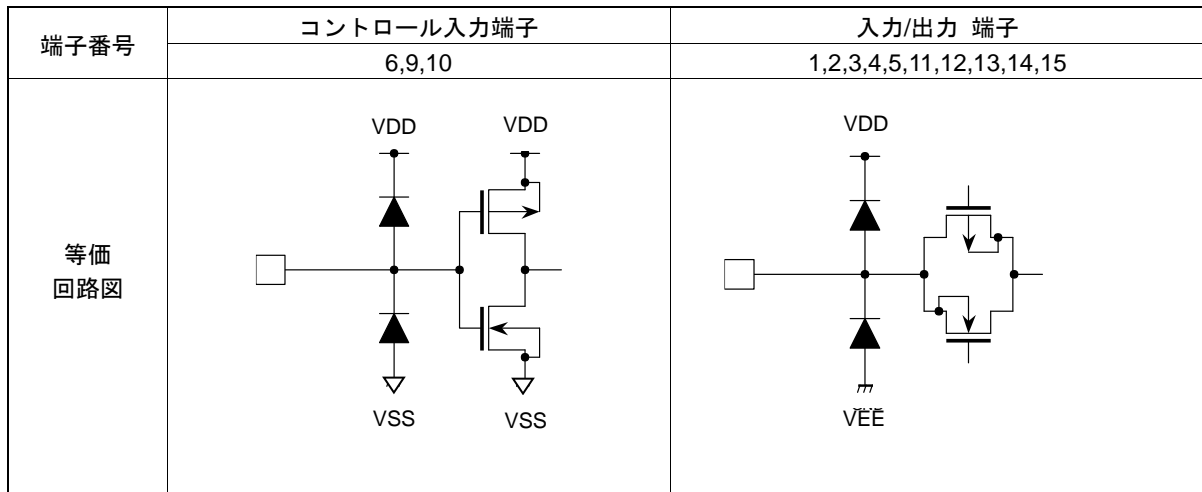 端子番号
コントロール入力端子
入力/出力 端子
6,9,10
1,2,3,4,5,11,12,13,14,15
等価
回路図
VDD
VDD
VDD
VSS
VSS
VEE